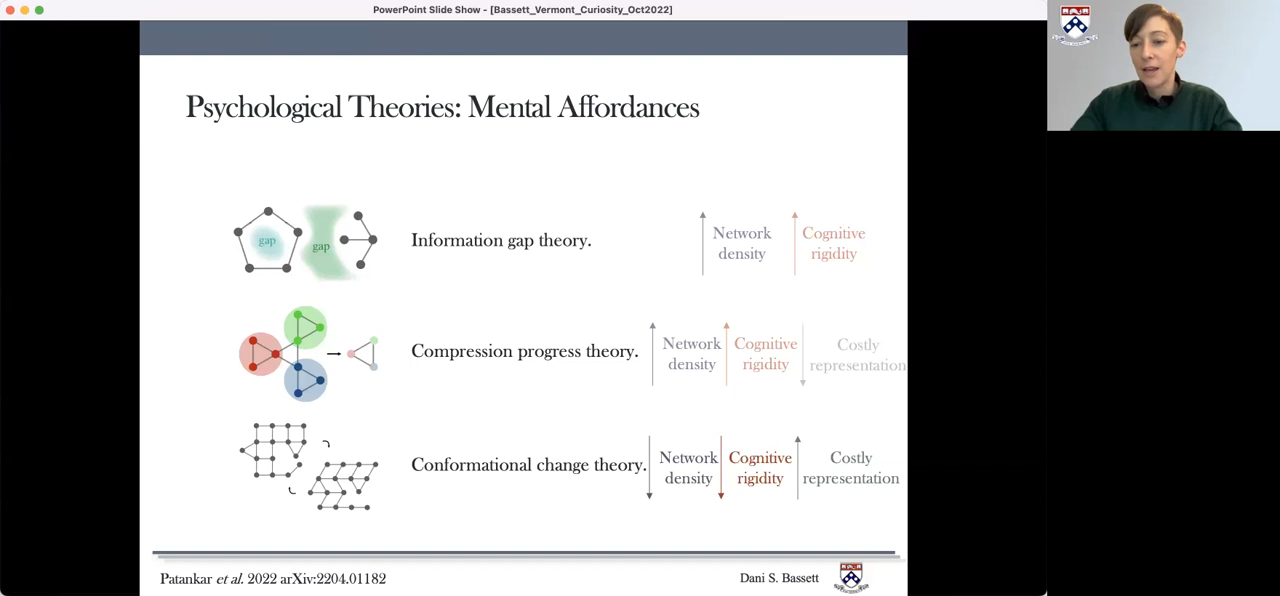 PowerPoint Slide Show - [Bassett_Vermont_Curiosity_Oct2022]
Psychological Theories: Mental Affordances
gap
gap
Information gap theory.
Network
density
Cognitive
rigidity
Compression progress theory.
Network
density
Cognitive
rigidity
Costly
representation
Conformational change theory.
Network
density
Cognitive
rigidity
Costly
representation
Patankar et al. 2022 arXiv:2204.01182
Dani S. Bassett